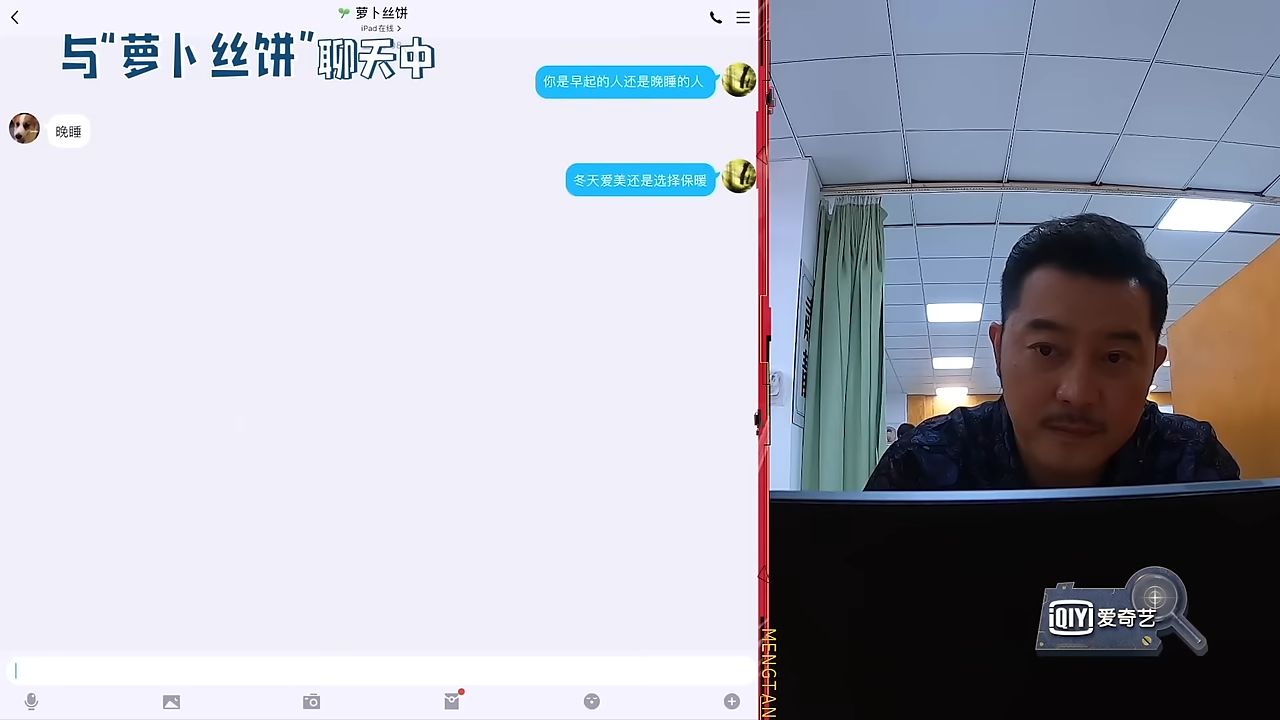 萝卜丝饼
iPad在线
与“萝卜丝饼”聊天中
你是早起的人还是晚睡的人
晚睡
冬天爱美还是选择保暖
iQIYI 爱奇艺
MENGTAN